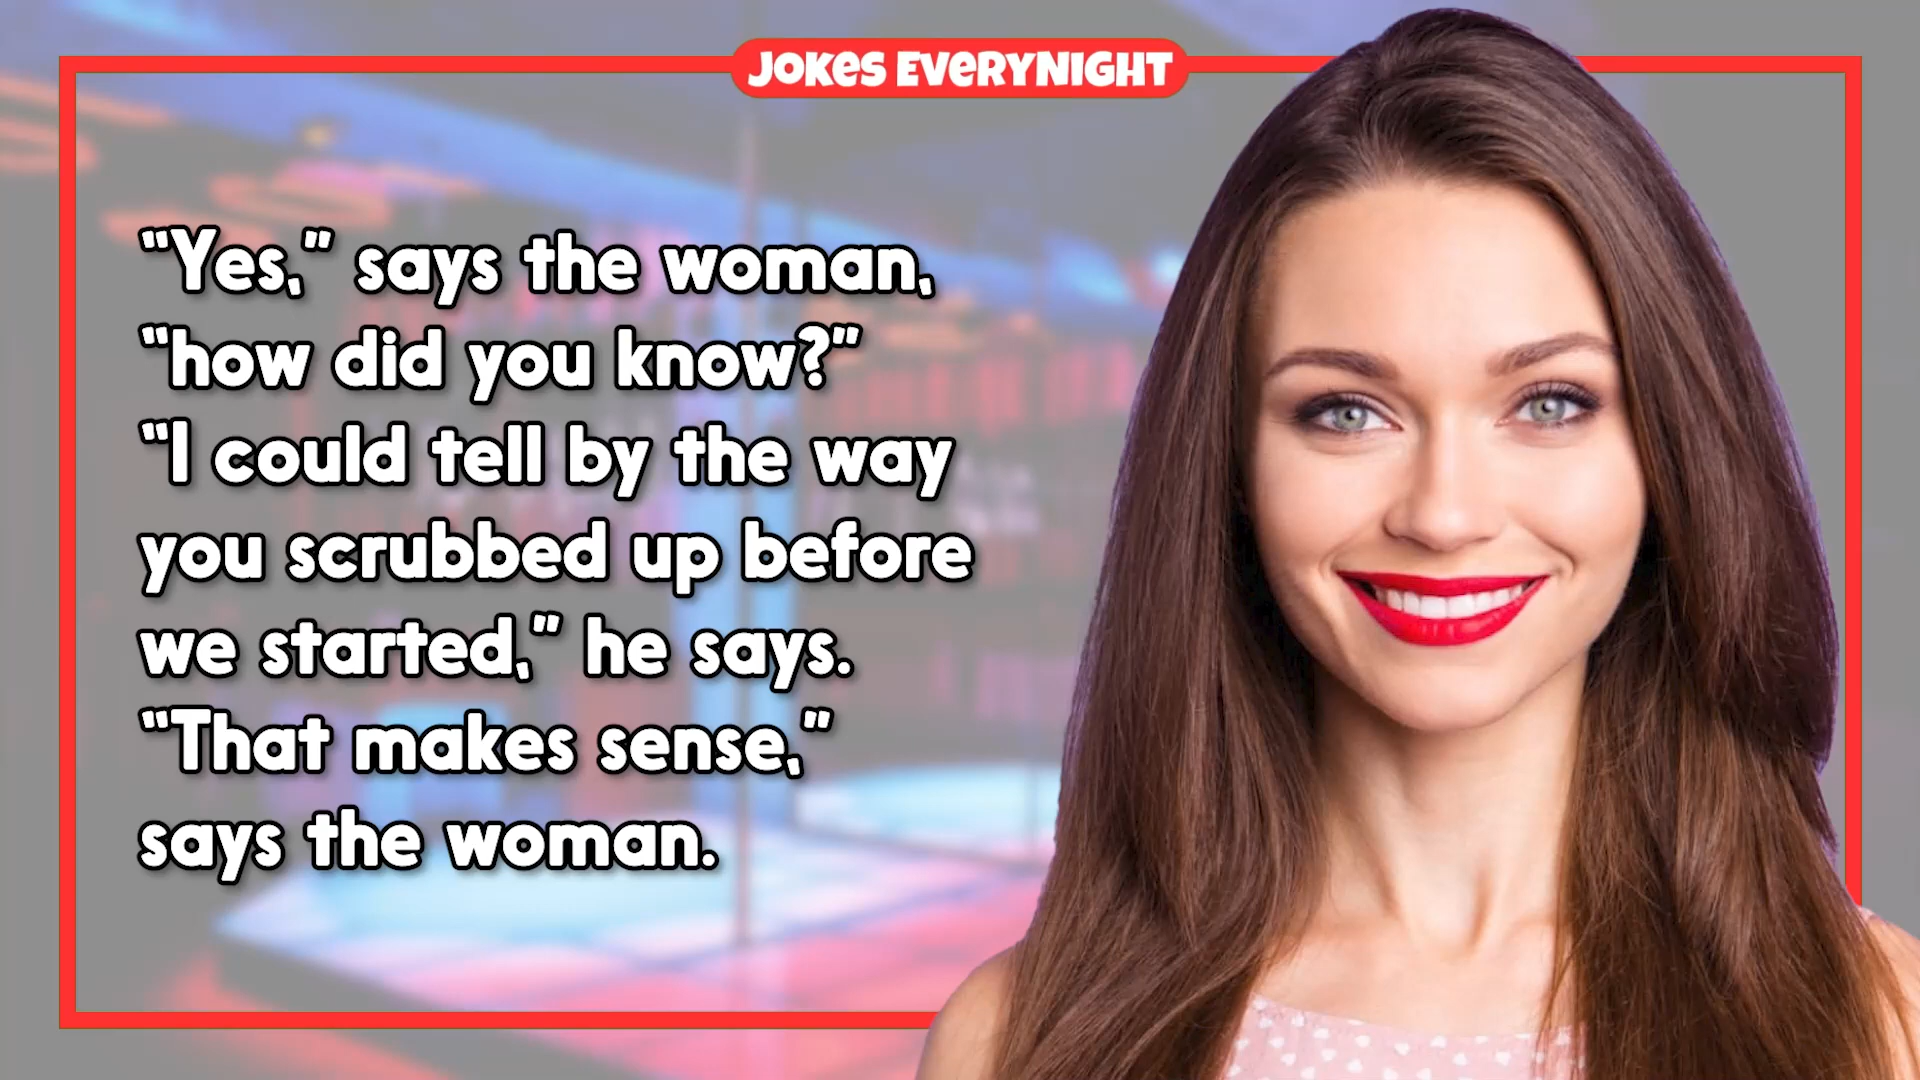 JOKES EVERYNIGHT
"Yes," says the woman,
"how did you know?"
"I could tell by the way
you scrubbed up before
we started," he says.
"That makes sense,"
says the woman.